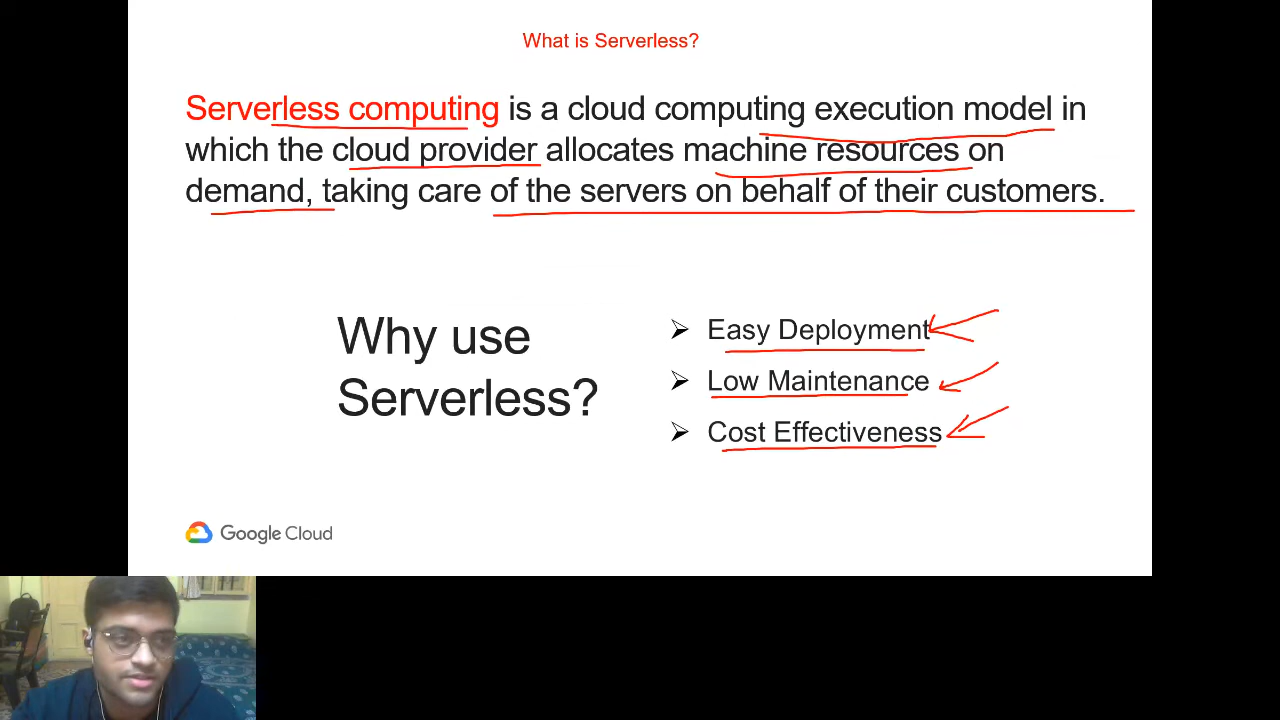 What is Serverless?
Serverless computing is a cloud computing execution model in
which the cloud provider allocates machine resources on
demand, taking care of the servers on behalf of their customers.
Why use
Serverless?
Easy Deployment
Low Maintenance
Cost Effectiveness
Google Cloud